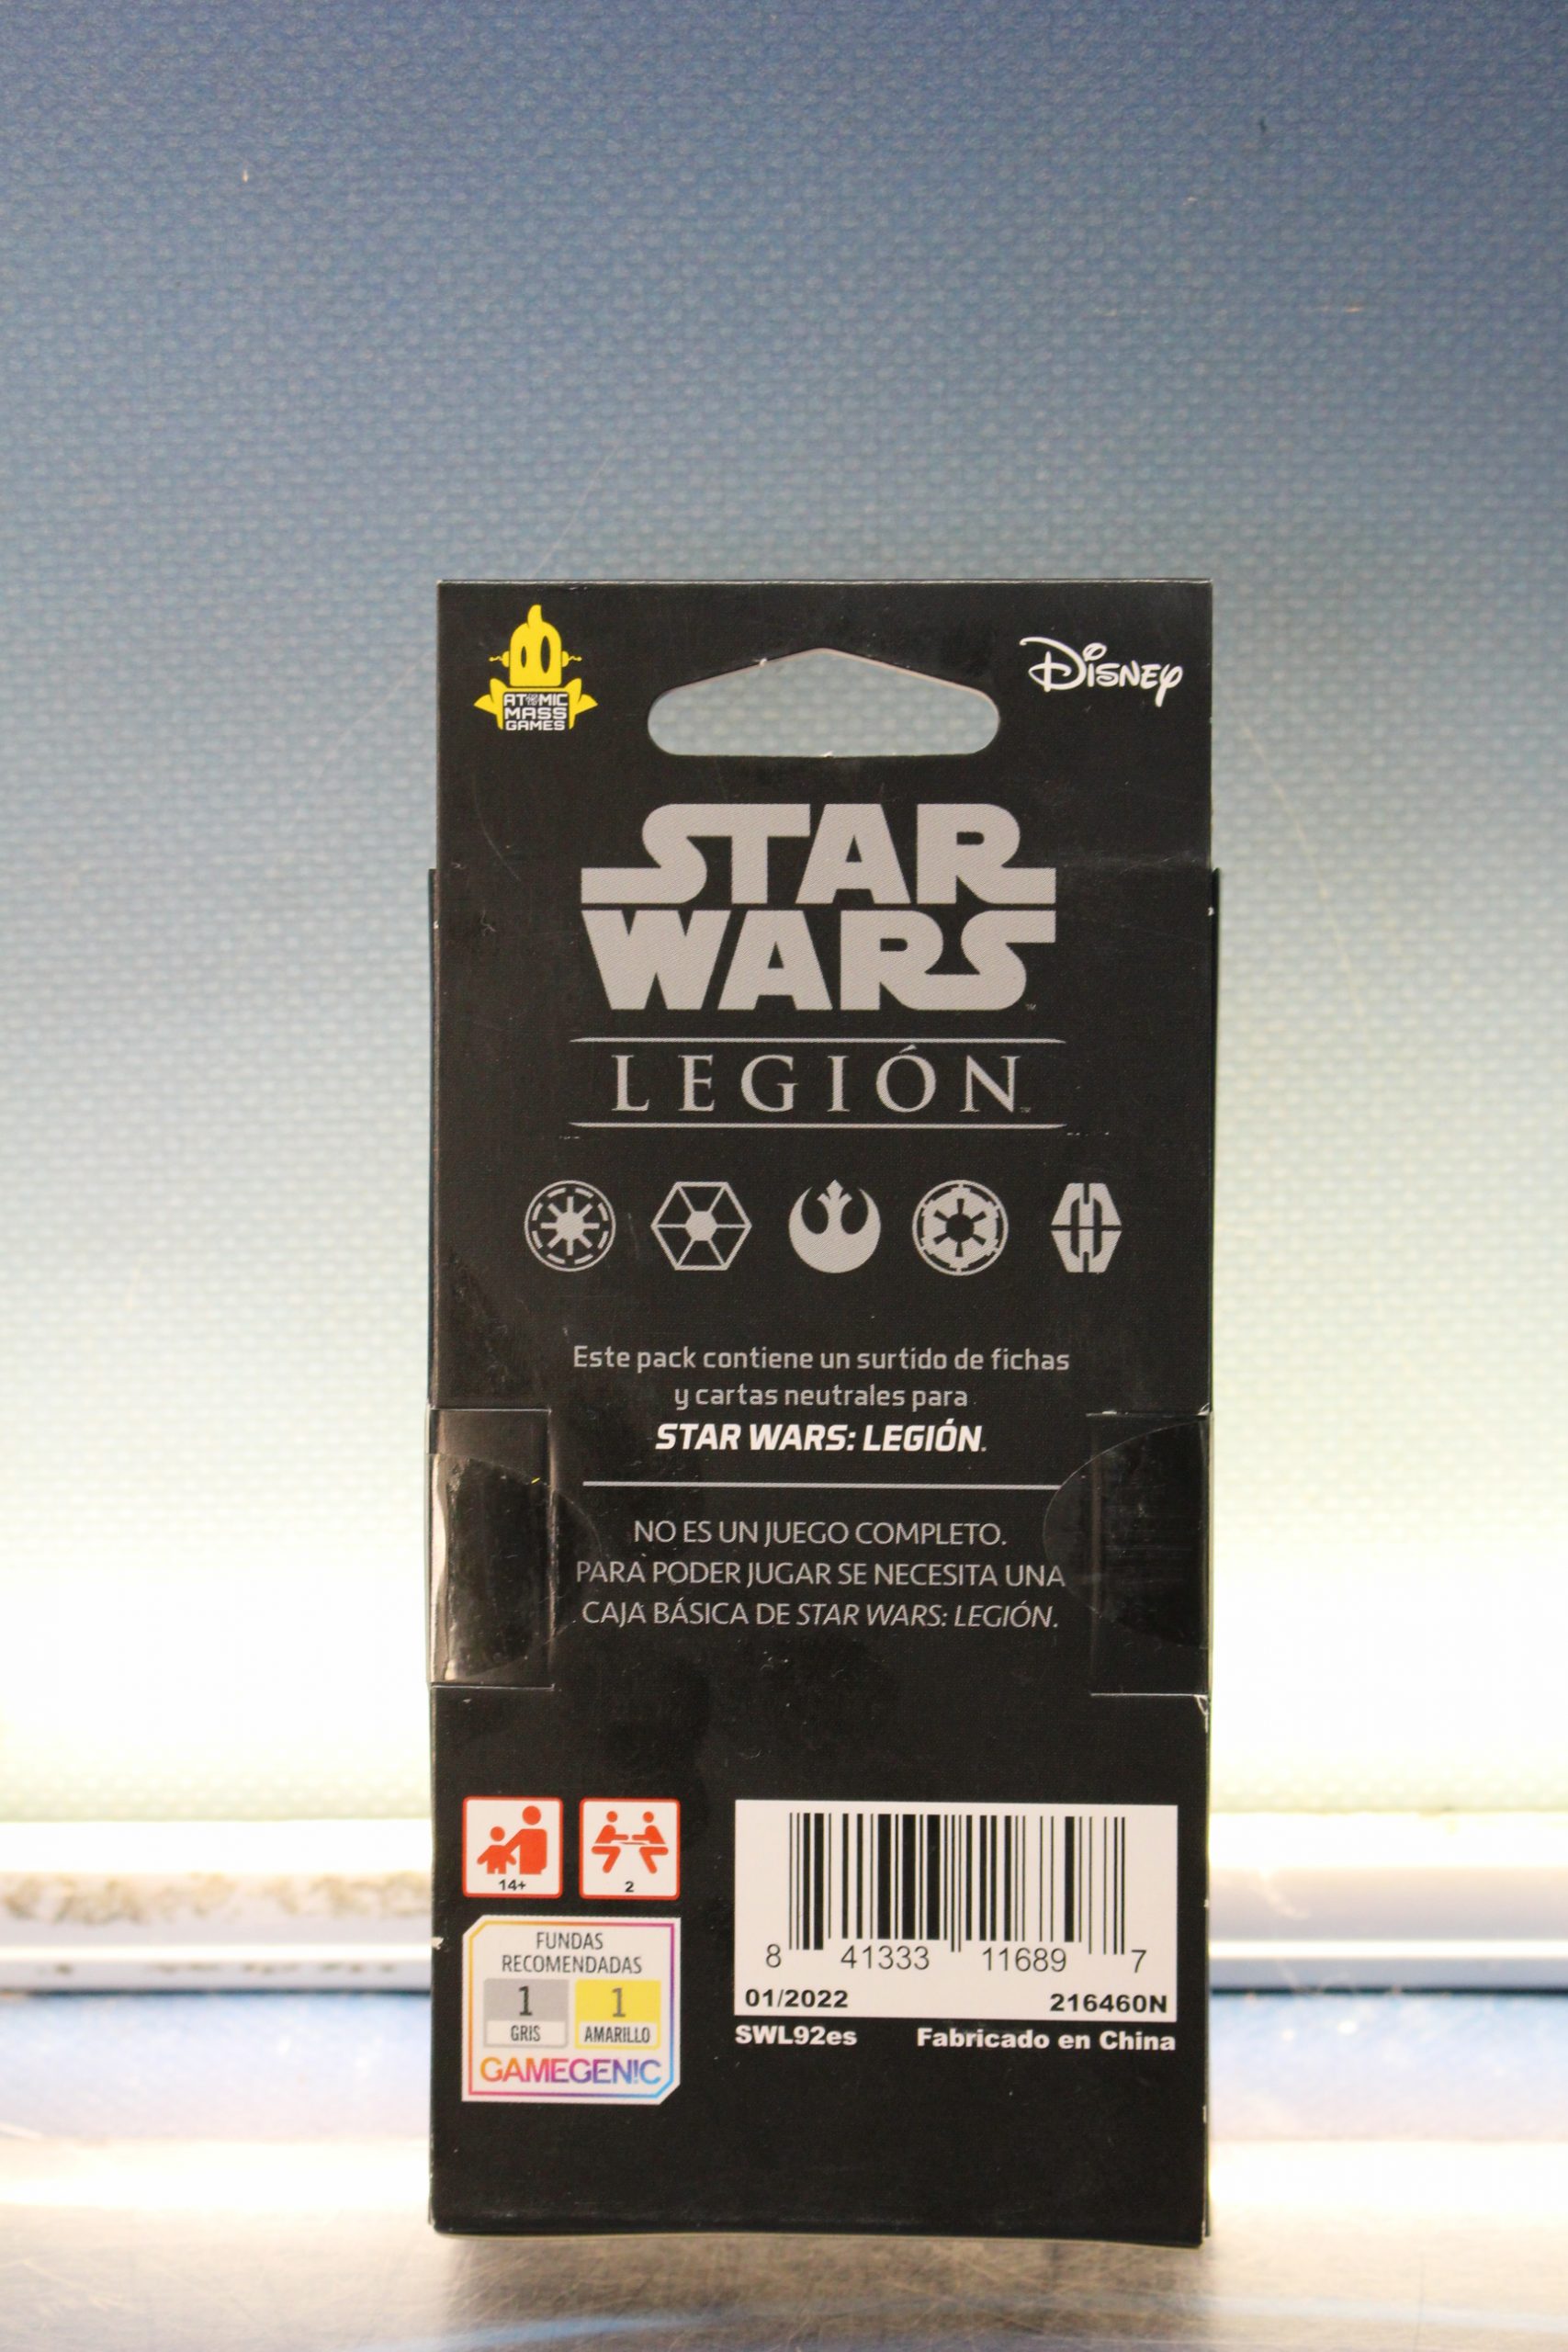 ATOMIC
MASS
GAMES
Disney
STAR
WARS
LEGIÓN
Este pack contiene un surtido de fichas
y cartas neutrales para
STAR WARS: LEGIÓN.
NO ES UN JUEGO COMPLETO.
PARA PODER JUGAR SE NECESITA UNA
CAJA BÁSICA DE STAR WARS: LEGIÓN.
14+
2
FUNDAS
RECOMENDADAS
1 1
GRIS AMARILLO
GAMEGEN!C
8 41333 11689 7
01/2022 216460N
SWL92es Fabricado en China